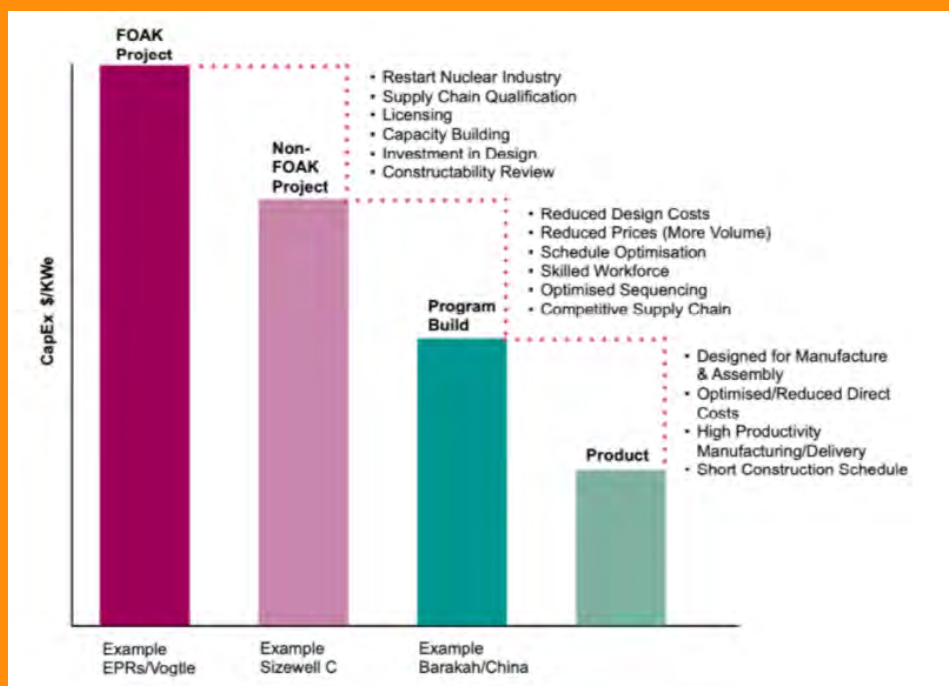 FOAK
Project
• Restart Nuclear Industry
• Supply Chain Qualification
• Licensing
• Capacity Building
• Investment in Design
• Constructability Review
Non-
FOAK
Project
• Reduced Design Costs
• Reduced Prices (More Volume)
• Schedule Optimisation
• Skilled Workforce
• Optimised Sequencing
• Competitive Supply Chain
Program
Build
• Designed for Manufacture
& Assembly
• Optimised/Reduced Direct
Costs
• High Productivity
Manufacturing/Delivery
• Short Construction Schedule
Product
CapEx $/KWe
Example
EPRs/Vogtle
Example
Sizewell C
Example
Barakah/China